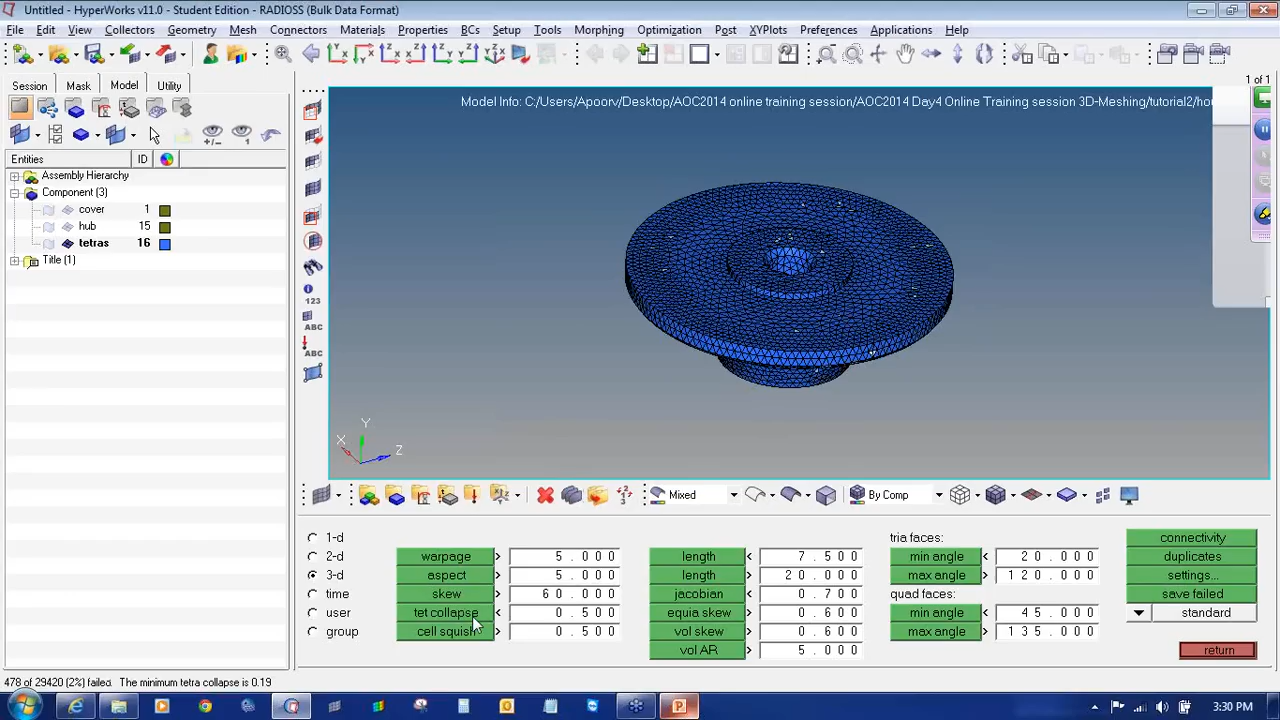 Untitled - HyperWorks v11.0 - Student Edition - RADIOSS (Bulk Data Format)
File Edit View Collectors Geometry Mesh Connectors Materials Properties BCs Setup Tools Morphing Optimization Post XYPlots Preferences Applications Help
Session Mask Model Utility
1 of 1
Model Info: C:/Users/Apoorv/Desktop/AOC2014 online training session/AOC2014 Day4 Online Training session 3D-Meshing/tutorial2/ho
Entities ID
Assembly Hierarchy
Component (3)
cover 1
hub 15
tetras 16
Title (1)
123
ABC
ABC
Y
X
Z
Mixed
By Comp
1-d
2-d
3-d
time
user
group
warpage > 5.000
aspect > 5.000
skew > 60.000
tet collapse < 0.500
cell squish > 0.500
length < 7.500
length > 20.000
jacobian < 0.700
equia skew > 0.600
vol skew > 0.600
vol AR > 5.000
tria faces:
min angle < 20.000
max angle > 120.000
quad faces:
min angle < 45.000
max angle > 135.000
connectivity
duplicates
settings...
save failed
standard
return
478 of 29420 (2%) failed. The minimum tetra collapse is 0.19
3:30 PM